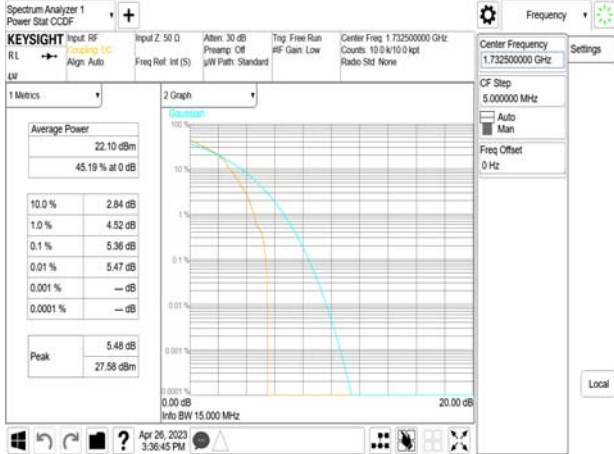 Spectrum Analyzer 1
Power Stat CCDF
Frequency
KEYSIGHT
RL
Input: RF
Coupling: DC
Align: Auto
Input Z: 50 Ω
Freq Ref: Int (S)
Atten: 30 dB
Preamp: Off
µW Path: Standard
Trig: Free Run
#IF Gain: Low
Center Freq: 1.732500000 GHz
Counts: 10.0 k/10.0 kpt
Radio Std: None
Center Frequency
1.732500000 GHz
Settings
CF Step
5.000000 MHz
Auto
Man
Freq Offset
0 Hz
1 Metrics
Average Power
22.10 dBm
45.19 % at 0 dB
10.0 % 2.84 dB
1.0 % 4.52 dB
0.1 % 5.36 dB
0.01 % 5.47 dB
0.001 % --- dB
0.0001 % --- dB
Peak
5.48 dB
27.58 dBm
2 Graph
Gaussian
100 %
10 %
1 %
0.1 %
0.01 %
0.001 %
0.0001 %
0.00 dB
20.00 dB
Info BW 15.000 MHz
Local
?
Apr 26, 2023
3:36:45 PM